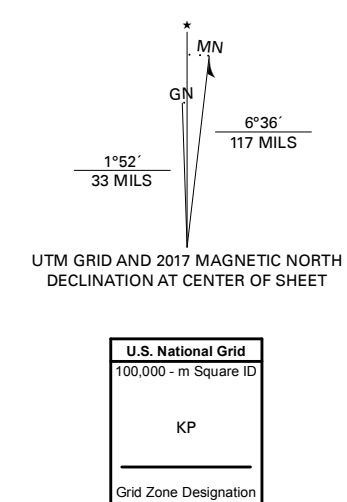 ★
MN
GN
6°36´
117 MILS
1°52´
33 MILS
UTM GRID AND 2017 MAGNETIC NORTH
DECLINATION AT CENTER OF SHEET
U.S. National Grid
100,000 - m Square ID
KP
Grid Zone Designation